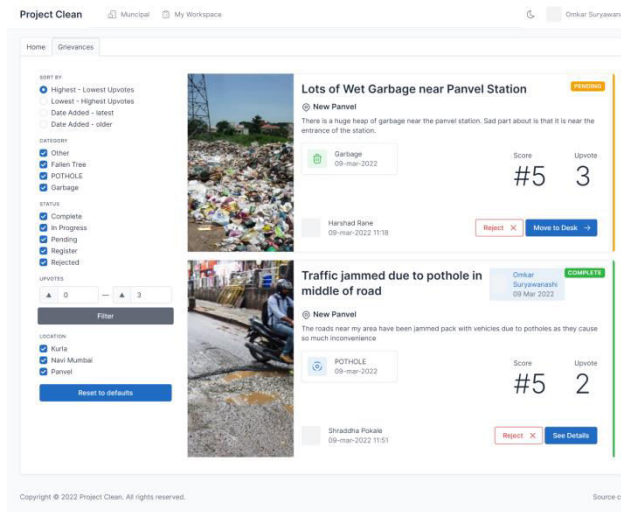 Project Clean
Muncipal
My Workspace
Omkar Suryawan
Home
Grievances
SORT BY
Highest - Lowest Upvotes
Lowest - Highest Upvotes
Date Added - latest
Date Added - older
CATEGORY
Other
Fallen Tree
POTHOLE
Garbage
STATUS
Complete
In Progress
Pending
Register
Rejected
UPVOTES
0 — 3
Filter
LOCATION
Kurla
Navi Mumbai
Panvel
Reset to defaults
Lots of Wet Garbage near Panvel Station
PENDING
New Panvel
There is a huge heap of garbage near the panvel station. Sad part about is that it is near the
entrance of the station.
Garbage
09-mar-2022
Score
#5
Upvote
3
Harshad Rane
09-mar-2022 11:18
Reject
Move to Desk
Traffic jammed due to pothole in
middle of road
Omkar
Suryawanashi
09 Mar 2022
COMPLETE
New Panvel
The roads near my area have been jammed pack with vehicles due to potholes as they cause
so much inconvenience
POTHOLE
09-mar-2022
Score
#5
Upvote
2
Shraddha Pokale
09-mar-2022 11:51
Reject
See Details
Copyright © 2022 Project Clean. All rights reserved.
Source c